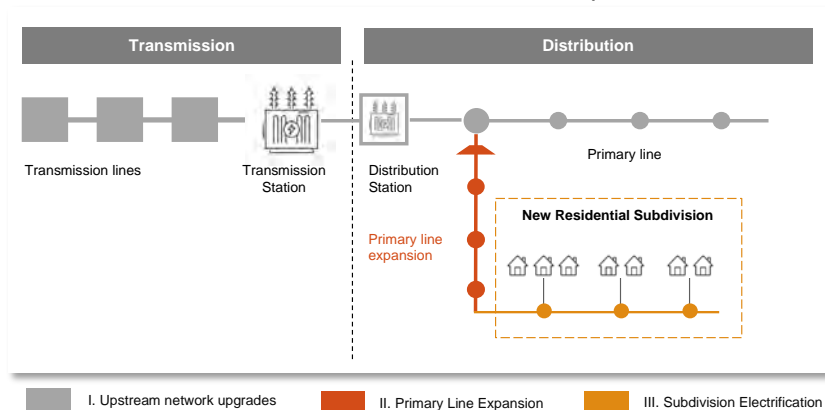 Transmission
Distribution
Transmission lines
Transmission
Station
Distribution
Station
Primary line
Primary line
expansion
New Residential Subdivision
I. Upstream network upgrades
II. Primary Line Expansion
III. Subdivision Electrification